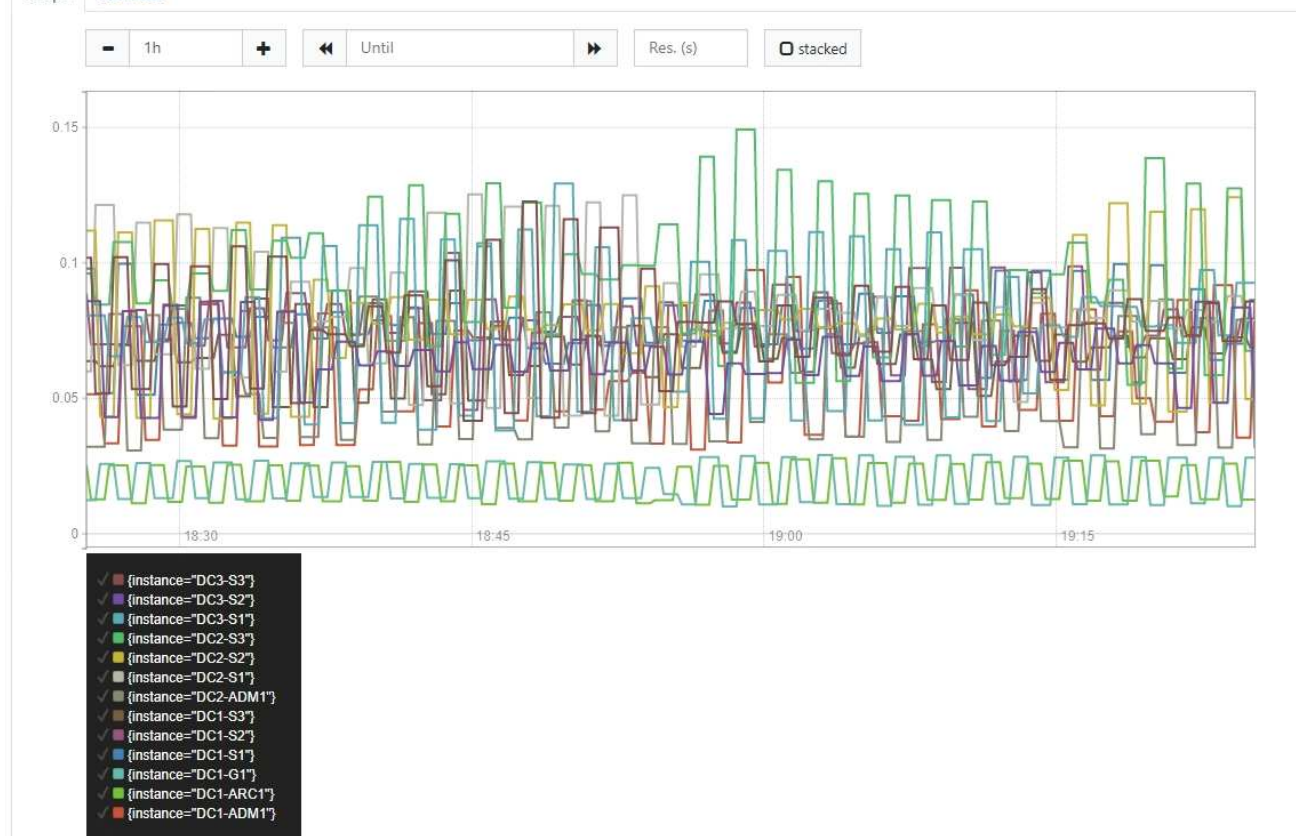 − 1h + Until Res. (s) stacked
0.15
0.1
0.05
0
18:30 18:45 19:00 19:15
✓ {instance="DC3-S3"}
✓ {instance="DC3-S2"}
✓ {instance="DC3-S1"}
✓ {instance="DC2-S3"}
✓ {instance="DC2-S2"}
✓ {instance="DC2-S1"}
✓ {instance="DC2-ADM1"}
✓ {instance="DC1-S3"}
✓ {instance="DC1-S2"}
✓ {instance="DC1-S1"}
✓ {instance="DC1-G1"}
✓ {instance="DC1-ARC1"}
✓ {instance="DC1-ADM1"}